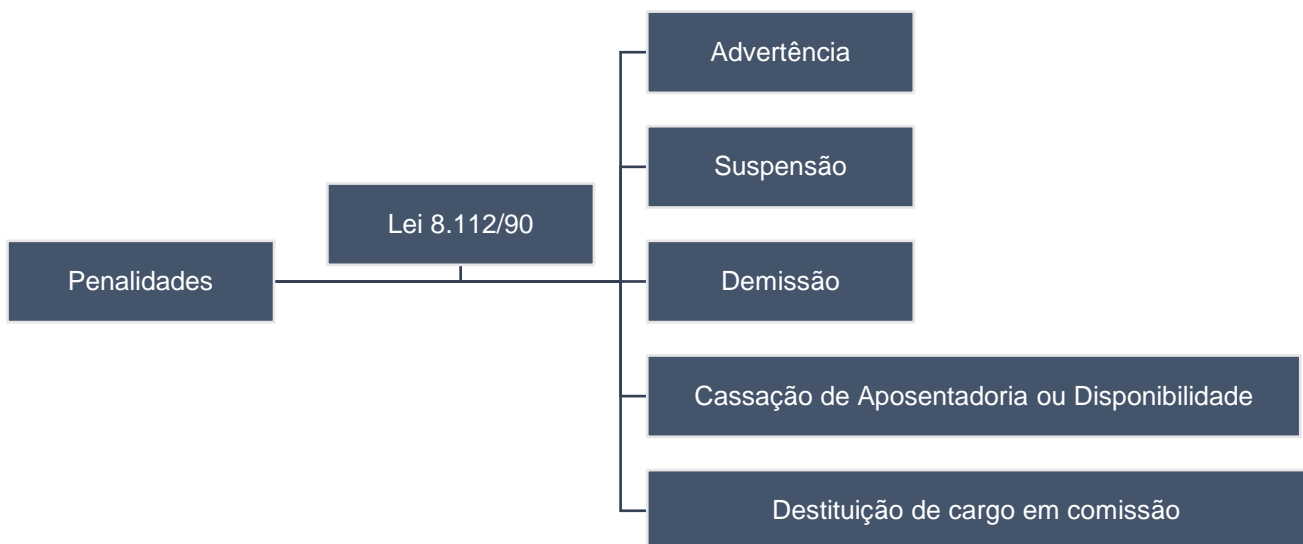 Penalidades
Lei 8.112/90
Advertência
Suspensão
Demissão
Cassação de Aposentadoria ou Disponibilidade
Destituição de cargo em comissão